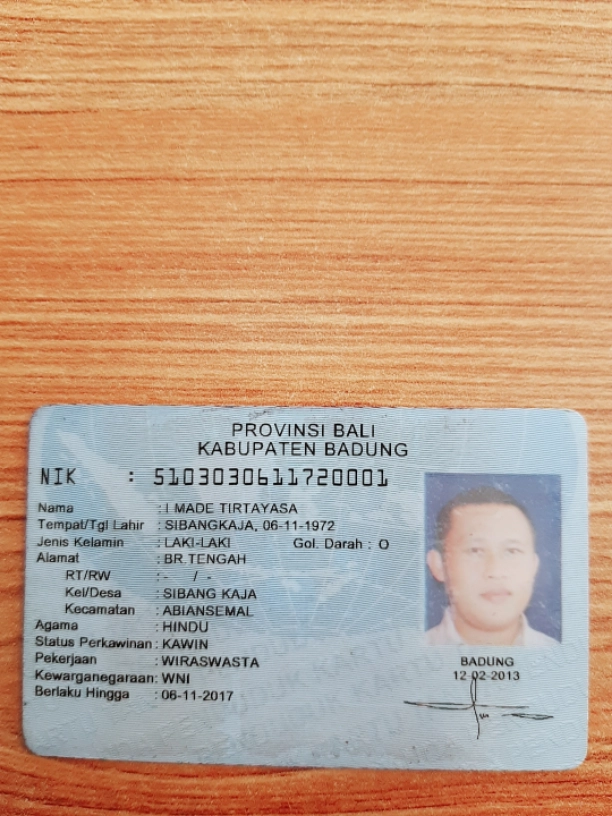 PROVINSI BALI
KABUPATEN BADUNG
NIK : 5103030611720001
Nama : I MADE TIRTAYASA
Tempat/Tgl Lahir : SIBANGKAJA, 06-11-1972
Jenis Kelamin : LAKI-LAKI Gol. Darah : O
Alamat : BR.TENGAH
RT/RW : - / -
Kel/Desa : SIBANG KAJA
Kecamatan : ABIANSEMAL
Agama : HINDU
Status Perkawinan : KAWIN
Pekerjaan : WIRASWASTA
Kewarganegaraan : WNI
Berlaku Hingga : 06-11-2017
BADUNG
12-02-2013